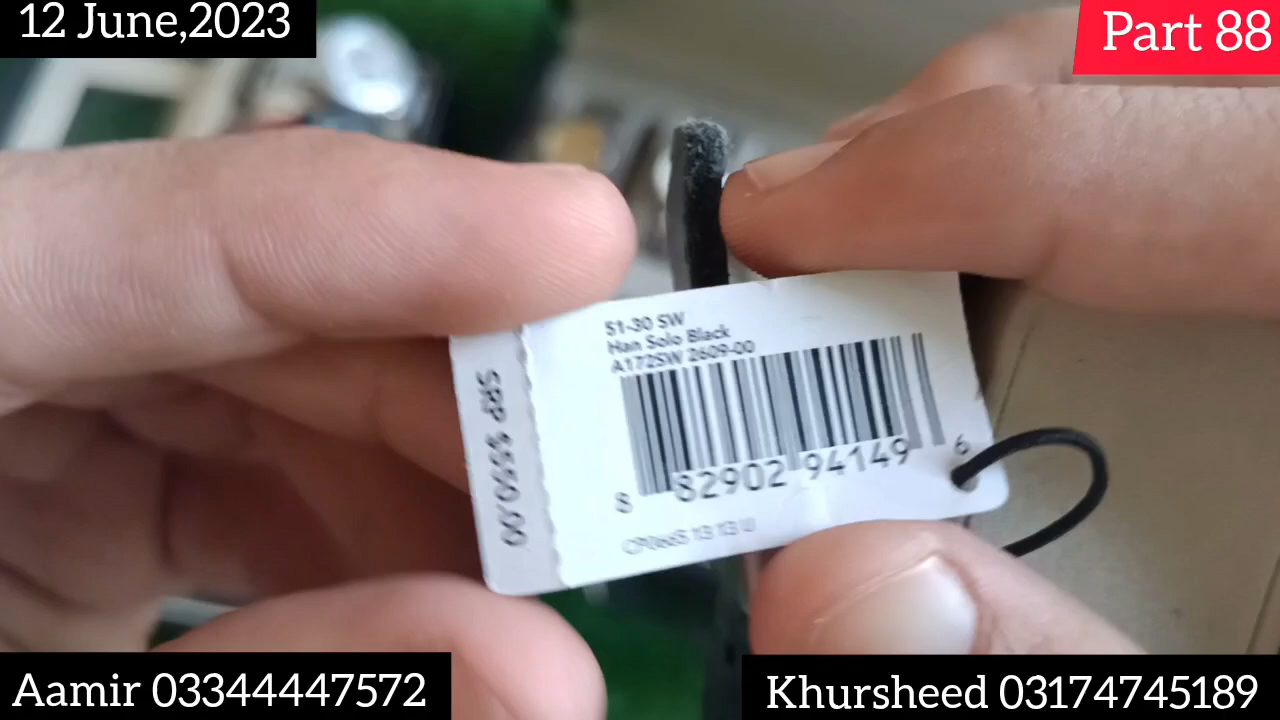 12 June,2023
Part 88
51-30 SW
Han Solo Black
A172SW 2609-00
8 82902 94149 6
SRP $550.00
Aamir 03344447572
Khursheed 03174745189